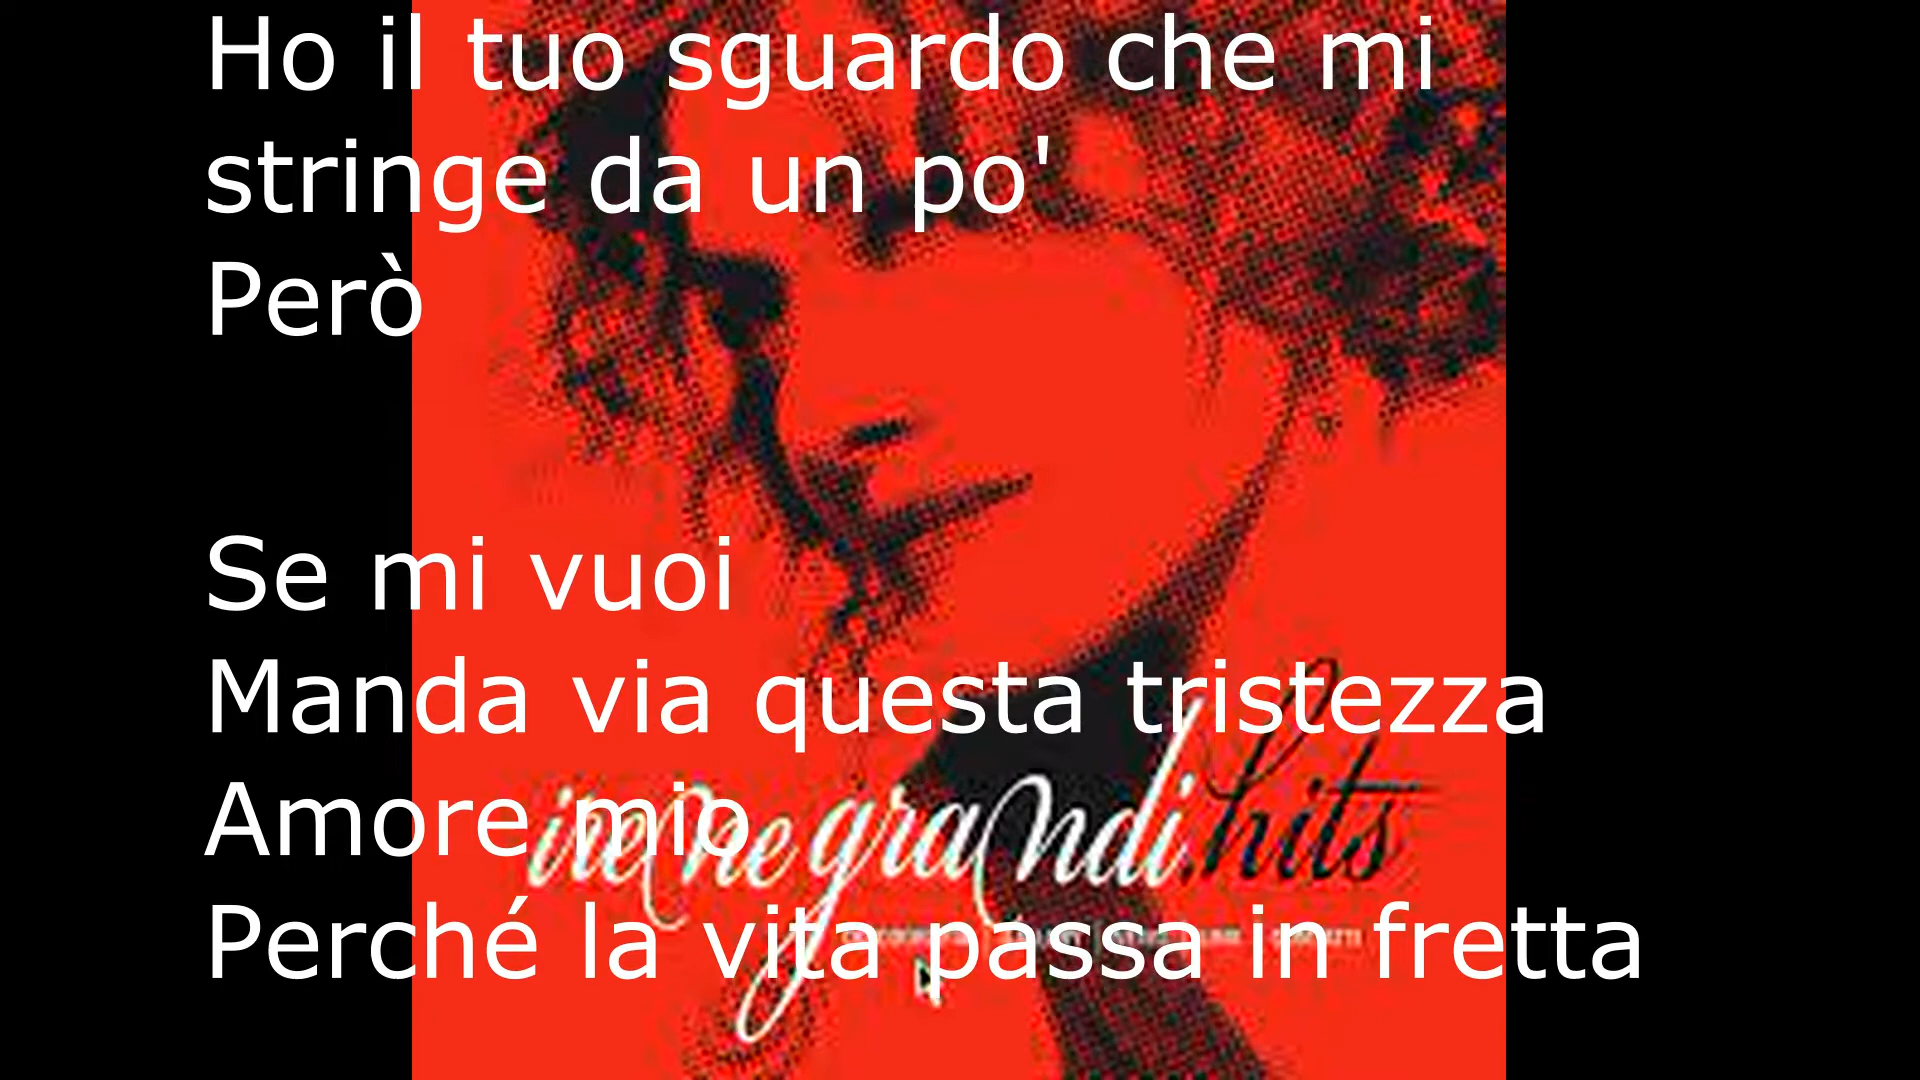 Ho il tuo sguardo che mi
stringe da un po'
Però
Se mi vuoi
Manda via questa tristezza
Amore mio
irene grandi.hits
Perché la vita passa in fretta